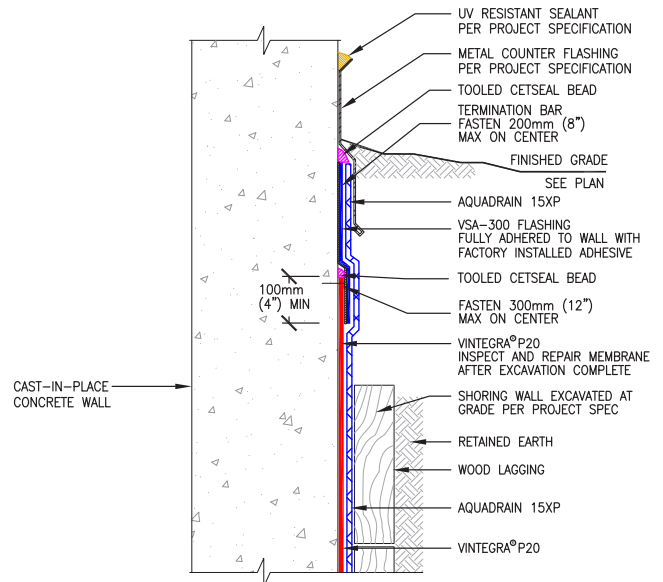 UV RESISTANT SEALANT
PER PROJECT SPECIFICATION
METAL COUNTER FLASHING
PER PROJECT SPECIFICATION
TOOLED CETSEAL BEAD
TERMINATION BAR
FASTEN 200mm (8")
MAX ON CENTER
FINISHED GRADE
SEE PLAN
AQUADRAIN 15XP
VSA-300 FLASHING
FULLY ADHERED TO WALL WITH
FACTORY INSTALLED ADHESIVE
TOOLED CETSEAL BEAD
100mm
(4") MIN
FASTEN 300mm (12")
MAX ON CENTER
VINTEGRA® P20
INSPECT AND REPAIR MEMBRANE
AFTER EXCAVATION COMPLETE
CAST-IN-PLACE
CONCRETE WALL
SHORING WALL EXCAVATED AT
GRADE PER PROJECT SPEC
RETAINED EARTH
WOOD LAGGING
AQUADRAIN 15XP
VINTEGRA® P20